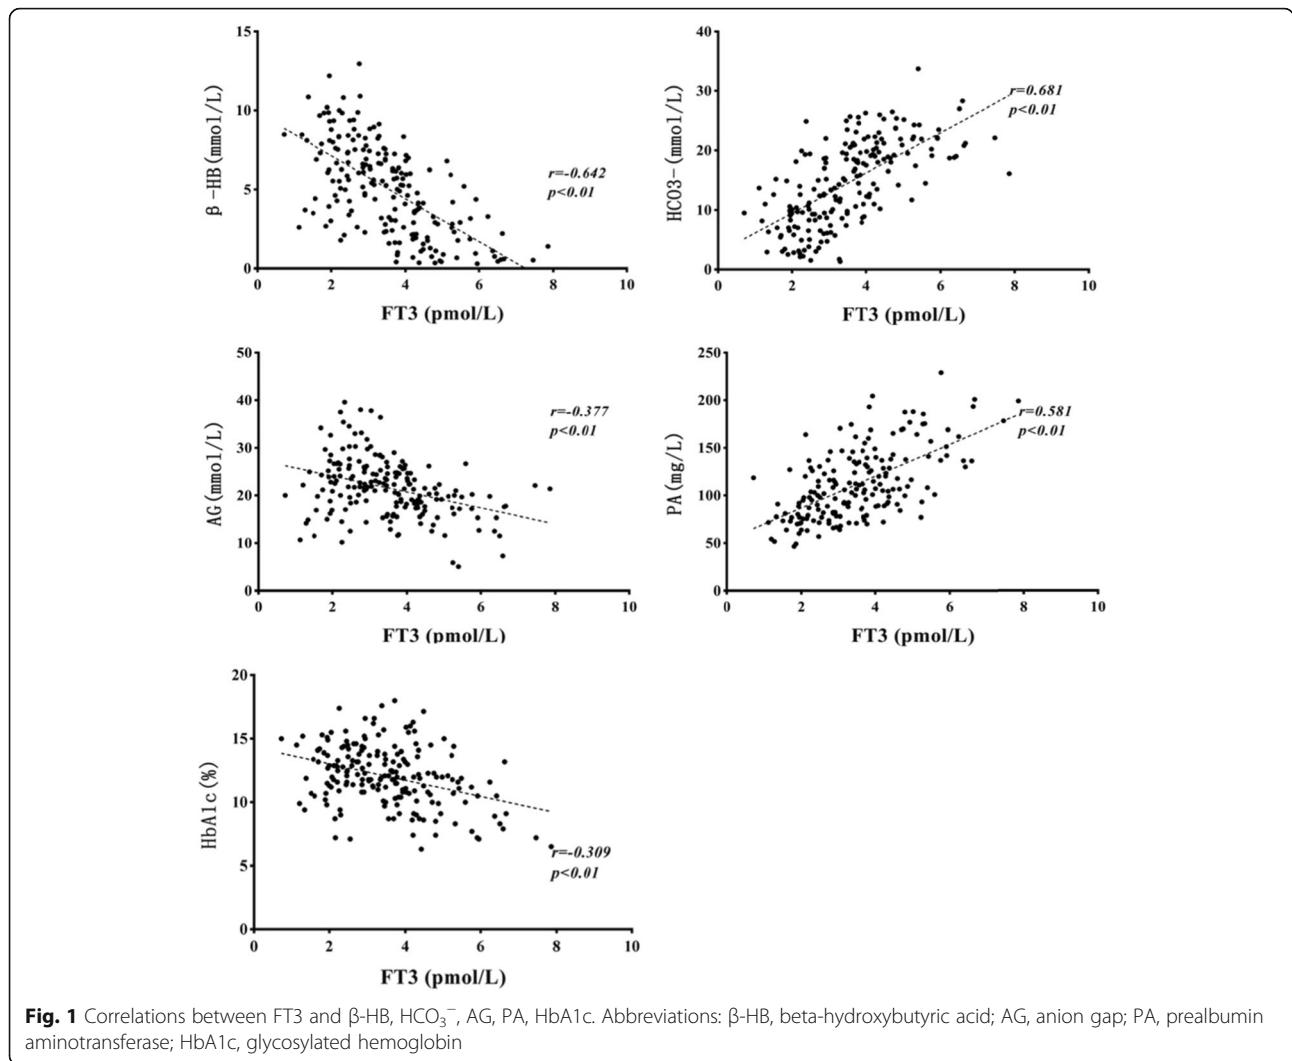 15
10
5
0
0 2 4 6 8 10
β-HB(mmol/L)
r=-0.642
p<0.01
FT3 (pmol/L)
40
30
20
10
0
0 2 4 6 8 10
HCO3-(mmol/L)
r=0.681
p<0.01
FT3 (pmol/L)
50
40
30
20
10
0
0 2 4 6 8 10
AG(mmol/L)
r=-0.377
p<0.01
FT3 (pmol/L)
250
200
150
100
50
0
0 2 4 6 8 10
PA(mg/L)
r=0.581
p<0.01
FT3 (pmol/L)
20
15
10
5
0
0 2 4 6 8 10
HbA1c(%)
r=-0.309
p<0.01
FT3 (pmol/L)
Fig. 1 Correlations between FT3 and β-HB, HCO₃⁻, AG, PA, HbA1c. Abbreviations: β-HB, beta-hydroxybutyric acid; AG, anion gap; PA, prealbumin
aminotransferase; HbA1c, glycosylated hemoglobin